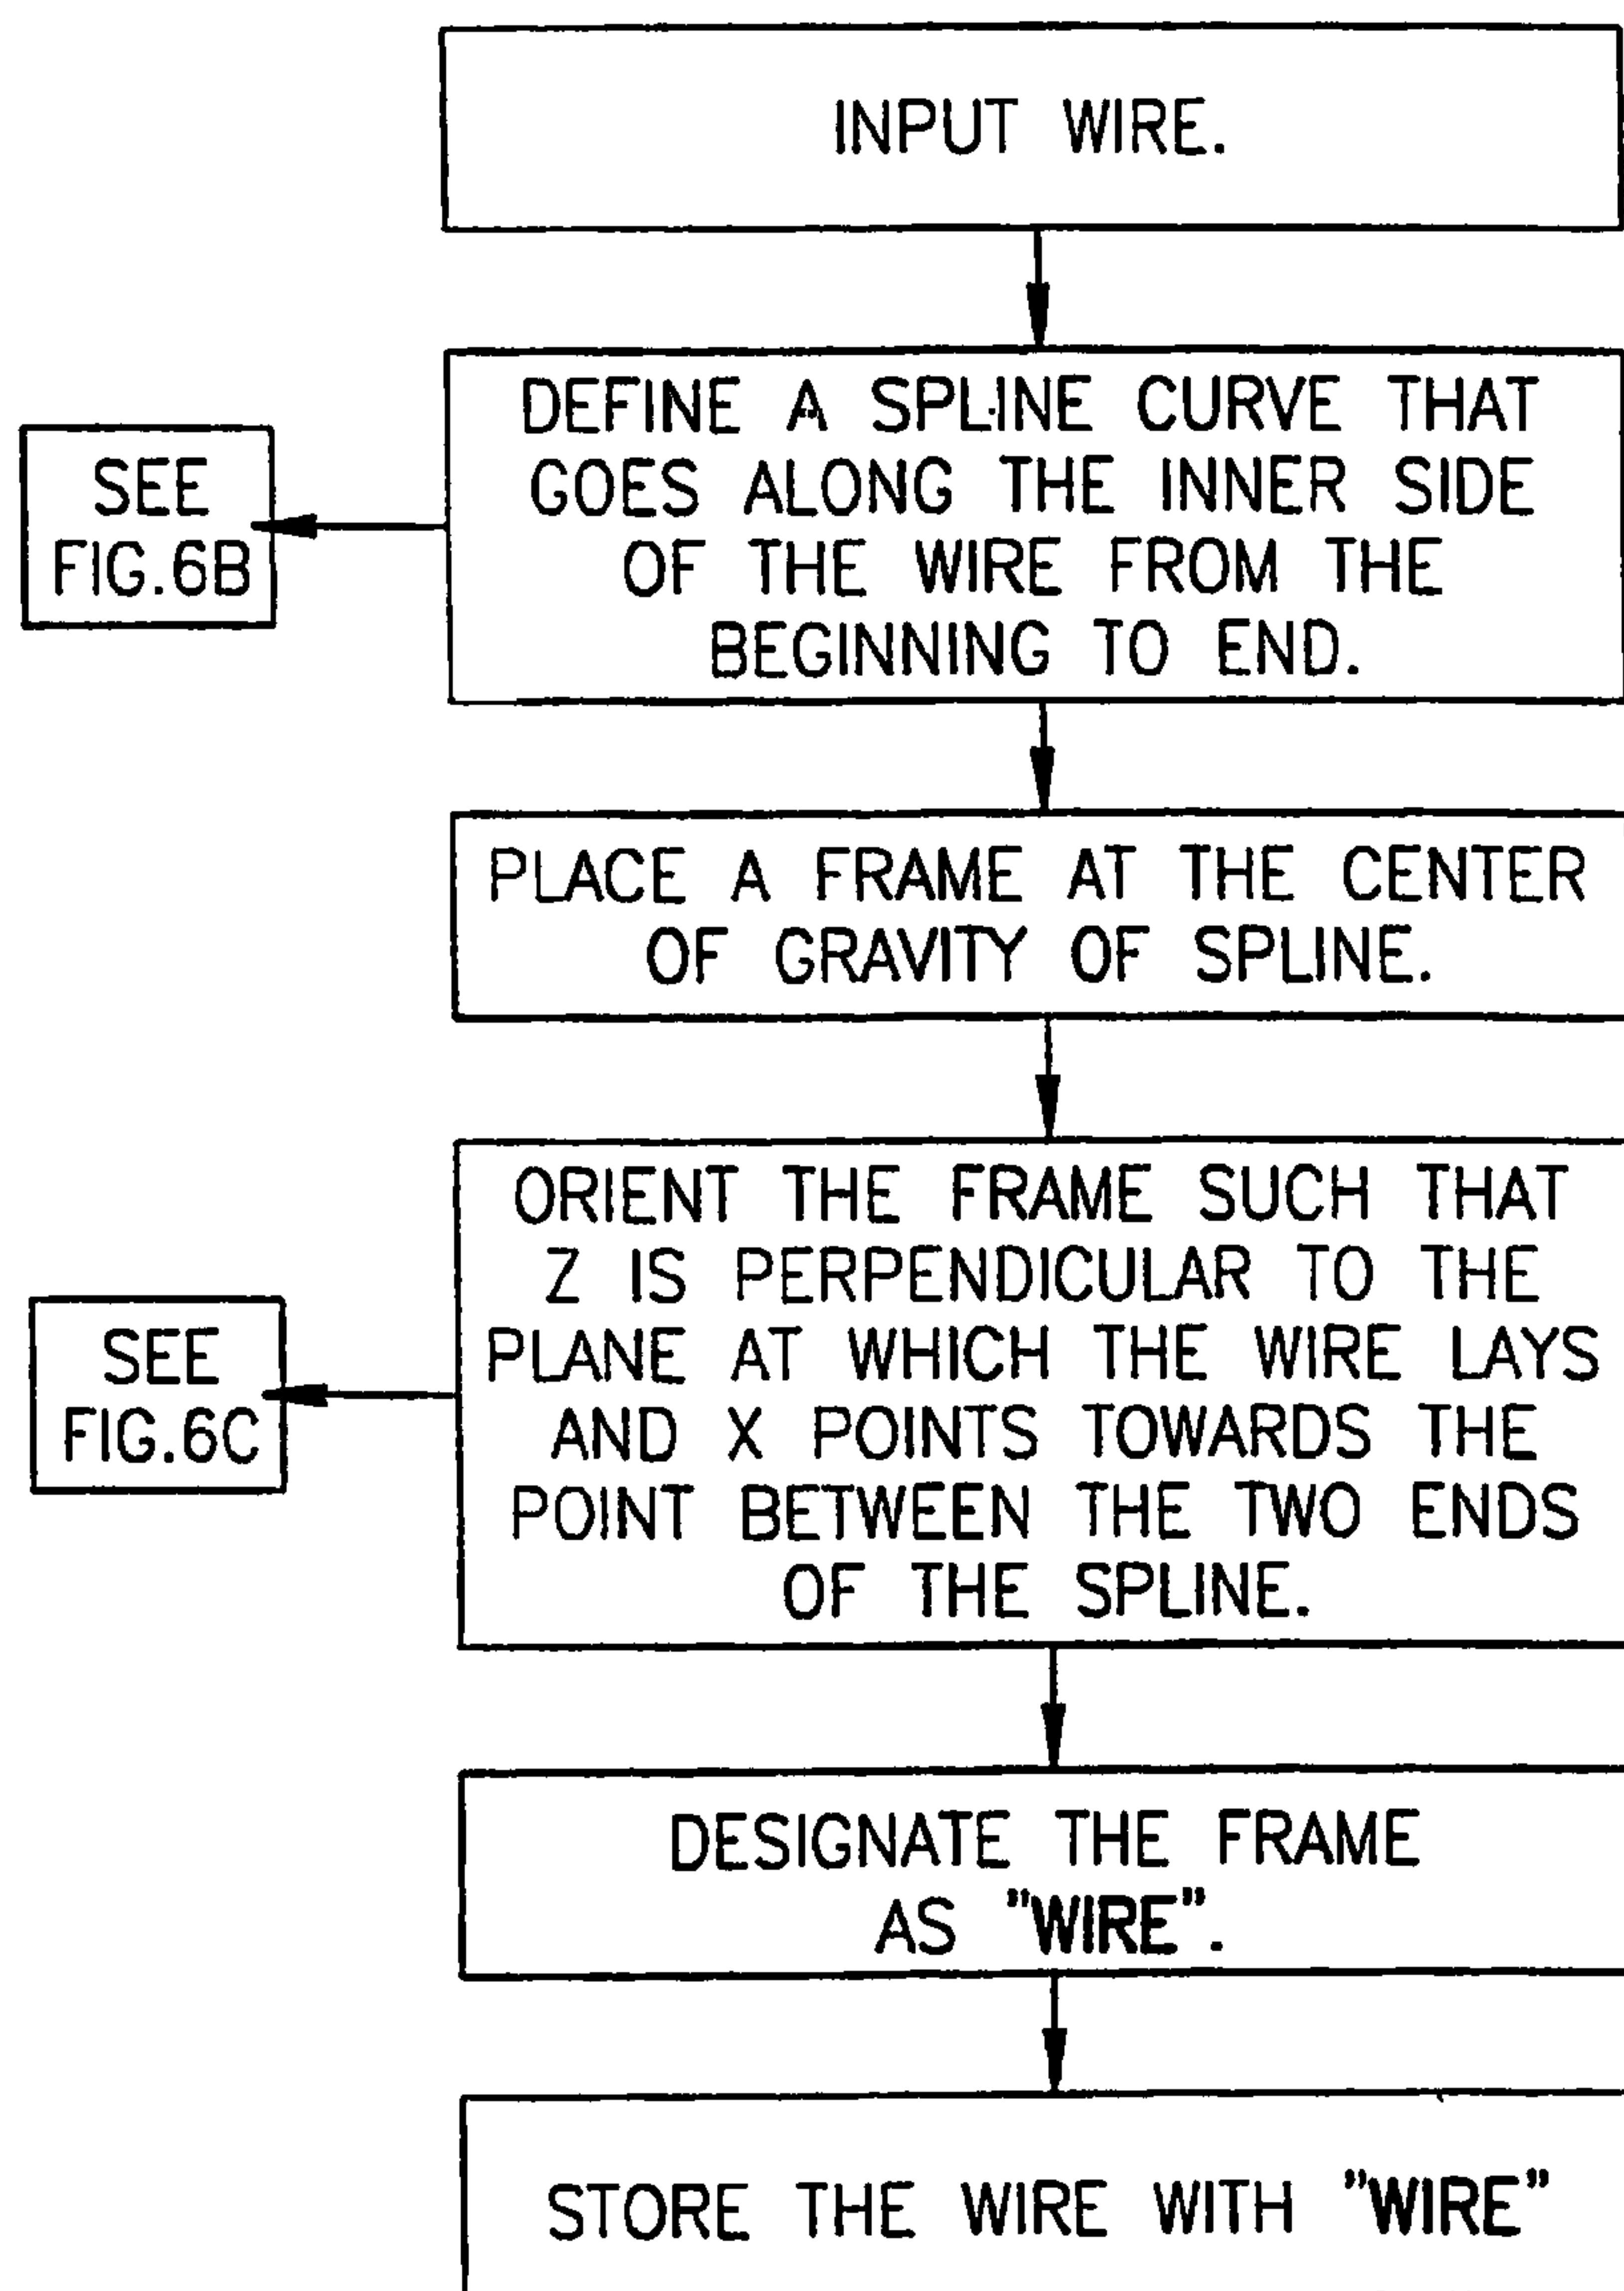 INPUT WIRE.
DEFINE A SPLINE CURVE THAT
GOES ALONG THE INNER SIDE
OF THE WIRE FROM THE
BEGINNING TO END.
SEE
FIG.6B
PLACE A FRAME AT THE CENTER
OF GRAVITY OF SPLINE.
ORIENT THE FRAME SUCH THAT
Z IS PERPENDICULAR TO THE
PLANE AT WHICH THE WIRE LAYS
AND X POINTS TOWARDS THE
POINT BETWEEN THE TWO ENDS
OF THE SPLINE.
SEE
FIG.6C
DESIGNATE THE FRAME
AS "WIRE".
STORE THE WIRE WITH "WIRE"